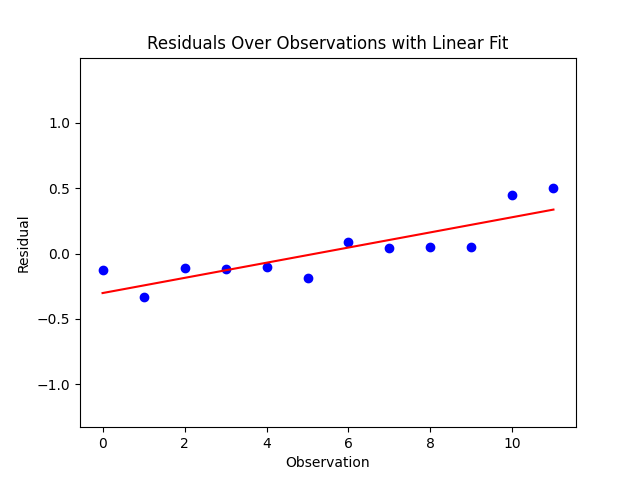 Residuals Over Observations with Linear Fit
1.0
0.5
0.0
−0.5
−1.0
Residual
0 2 4 6 8 10
Observation